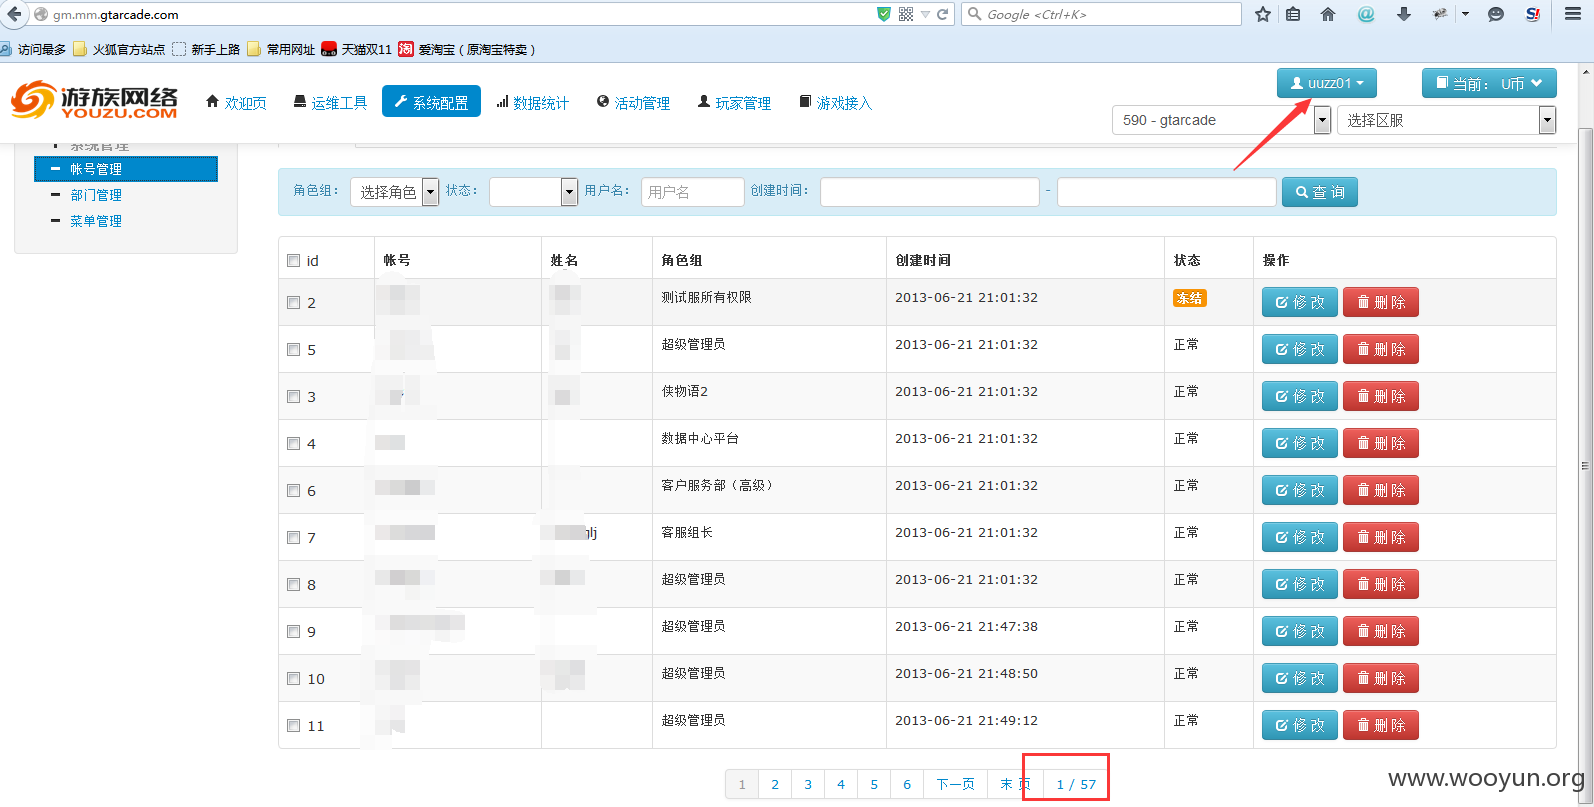 gm.mm.gtarcade.com
Google <Ctrl+K>
访问最多 火狐官方站点 新手上路 常用网址 天猫双11 淘 爱淘宝（原淘宝特卖）
游族网络
YOUZU.COM
欢迎页 运维工具 系统配置 数据统计 活动管理 玩家管理 游戏接入
uuzz01 当前： U币
590 - gtarcade 选择区服
系统管理
帐号管理
部门管理
菜单管理
角色组： 选择角色 状态： 用户名： 用户名 创建时间： - 查 询
id 帐号 姓名 角色组 创建时间 状态 操作
2 测试服所有权限 2013-06-21 21:01:32 冻结 修 改 删 除
5 超级管理员 2013-06-21 21:01:32 正常 修 改 删 除
3 侠物语2 2013-06-21 21:01:32 正常 修 改 删 除
4 数据中心平台 2013-06-21 21:01:32 正常 修 改 删 除
6 客户服务部（高级） 2013-06-21 21:01:32 正常 修 改 删 除
7 glj 客服组长 2013-06-21 21:01:32 正常 修 改 删 除
8 超级管理员 2013-06-21 21:01:32 正常 修 改 删 除
9 超级管理员 2013-06-21 21:47:38 正常 修 改 删 除
10 超级管理员 2013-06-21 21:48:50 正常 修 改 删 除
11 超级管理员 2013-06-21 21:49:12 正常 修 改 删 除
1 2 3 4 5 6 下一页 末 页 1 / 57
www.wooyun.org